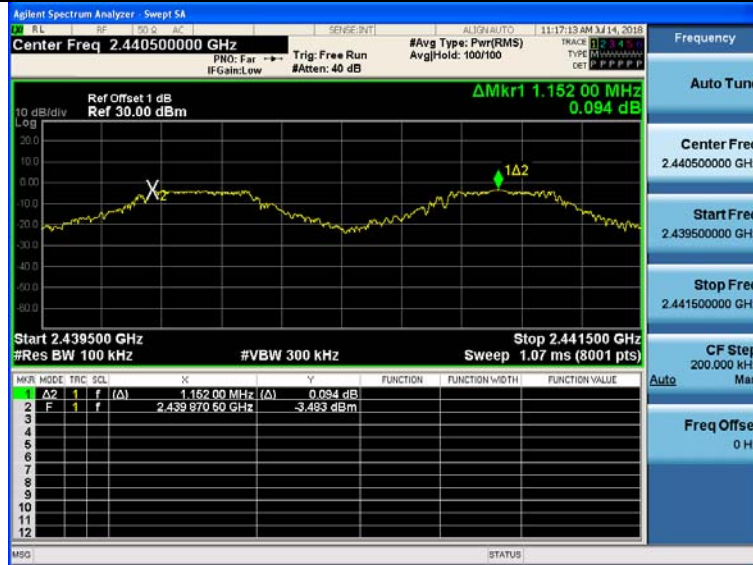 Agilent Spectrum Analyzer - Swept SA
RL RF 50 Ω AC SENSE:INT ALIGN AUTO 11:17:13 AM Jul 14, 2018
Center Freq 2.440500000 GHz
PNO: Far
IFGain:Low
Trig: Free Run
#Atten: 40 dB
#Avg Type: Pwr(RMS)
Avg|Hold: 100/100
TRACE 1 2 3 4 5 6
TYPE M
DET P P P P P P
Frequency
Auto Tune
Center Freq
2.440500000 GHz
Start Freq
2.439500000 GHz
Stop Freq
2.441500000 GHz
CF Step
200.000 kHz
Auto Man
Freq Offset
0 Hz
ΔMkr1 1.152 00 MHz
0.094 dB
Ref Offset 1 dB
10 dB/div Ref 30.00 dBm
Log
20.0
10.0
0.00
-10.0
-20.0
-30.0
-40.0
-50.0
-60.0
X2
1Δ2
Start 2.439500 GHz Stop 2.441500 GHz
#Res BW 100 kHz #VBW 300 kHz Sweep 1.07 ms (8001 pts)
MKR MODE TRC SCL X Y FUNCTION FUNCTION WIDTH FUNCTION VALUE
1 Δ2 1 f (Δ) 1.152 00 MHz (Δ) 0.094 dB
2 F 1 f 2.439 870 50 GHz -3.483 dBm
3
4
5
6
7
8
9
10
11
12
MSG STATUS